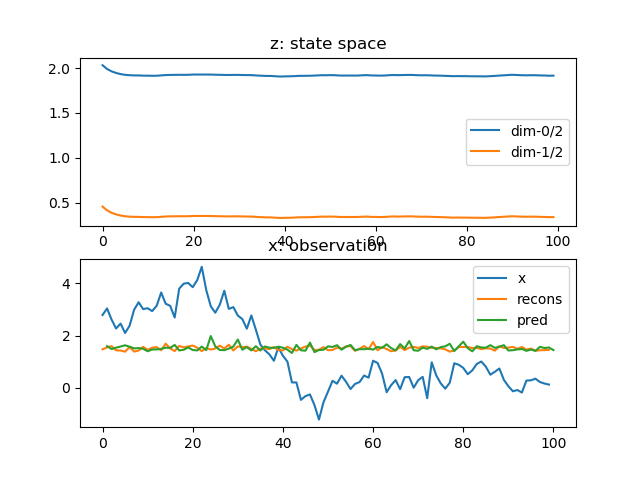 z: state space
2.0
1.5
1.0
0.5
dim-0/2
dim-1/2
0 20 40 60 80 100
x: observation
4
2
0
x
recons
pred
0 20 40 60 80 100